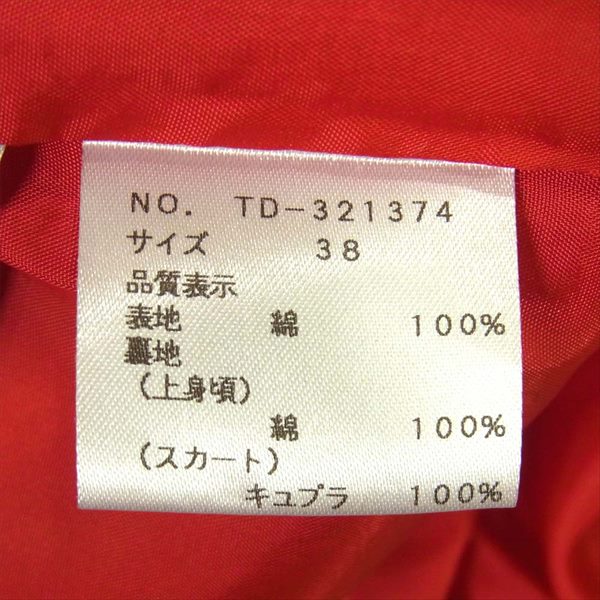 NO. TD-321374
サイズ 38
品質表示
表地 綿 100%
裏地
(上身頃)
綿 100%
(スカート)
キュプラ 100%